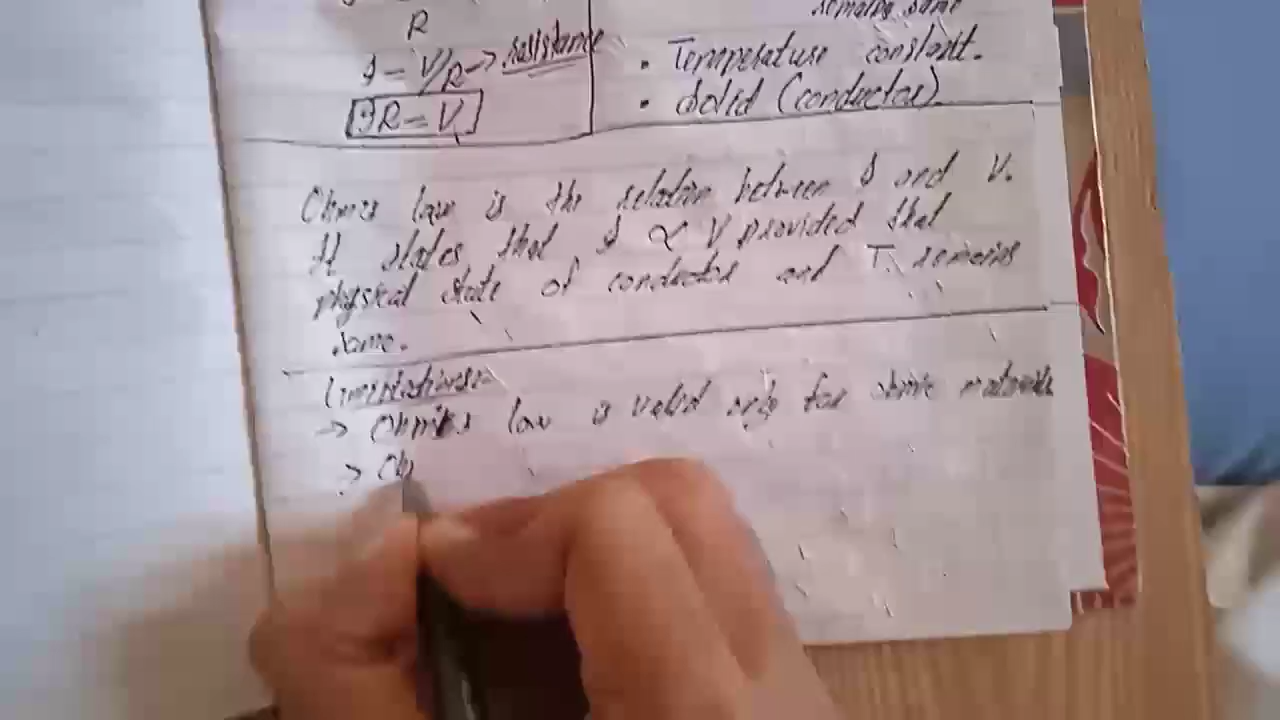 R
remains same
I = V/R → resistance
IR = V
• Temperature constant.
• Solid (conductor).
Ohm's law is the relation between I and V.
It states that I ∝ V provided that
physical state of conductor and T. remains
same.
Limitations:-
→ Ohm's law is valid only for ohmic materials
→ Oh